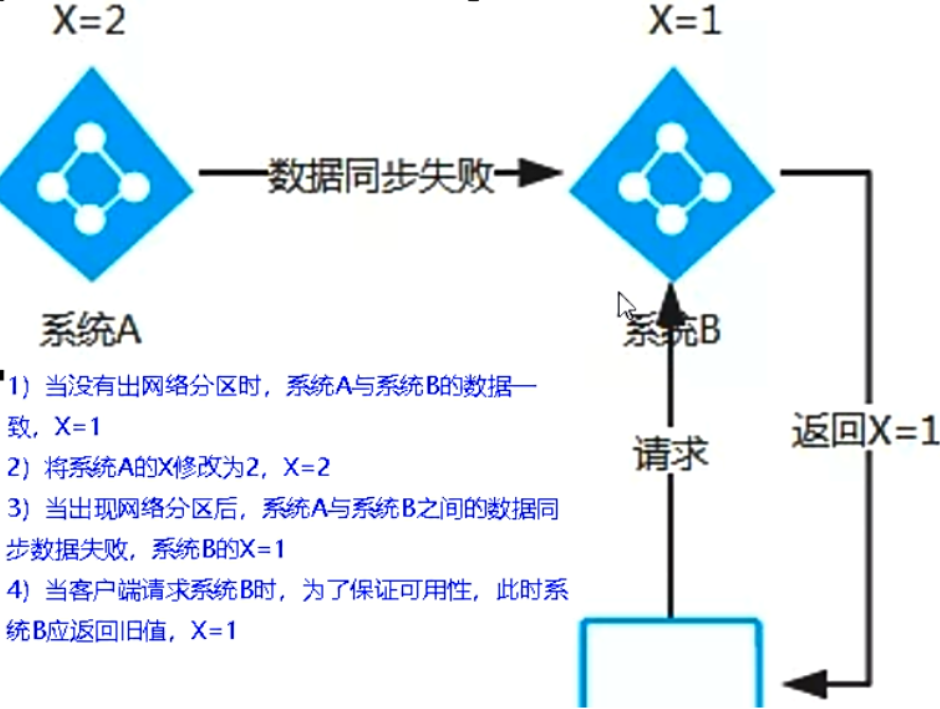 X=2
X=1
数据同步失败
系统A
系统B
1）当没有出网络分区时，系统A与系统B的数据一
致，X=1
2）将系统A的X修改为2，X=2
3）当出现网络分区后，系统A与系统B之间的数据同
步数据失败，系统B的X=1
4）当客户端请求系统B时，为了保证可用性，此时系
统B应返回旧值，X=1
请求
返回X=1